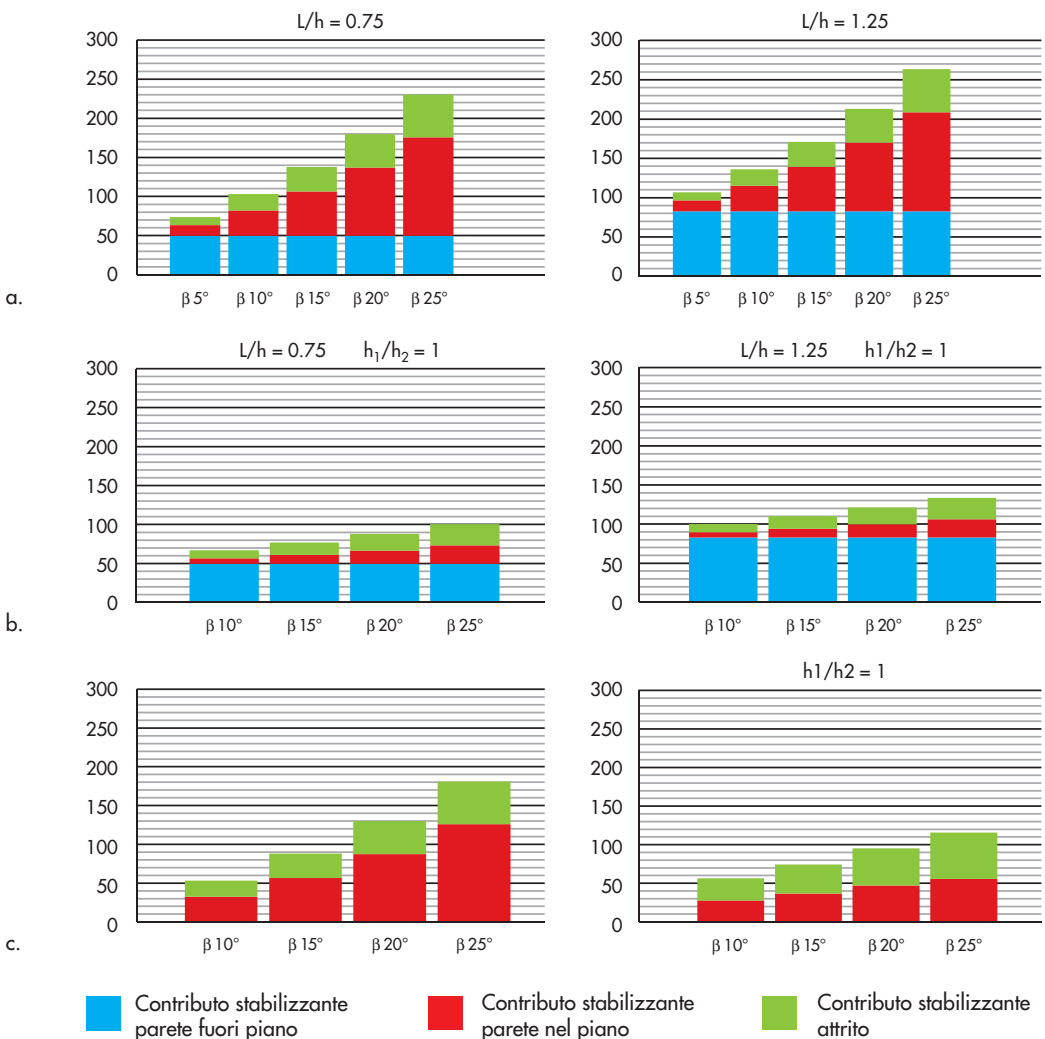 L/h = 0.75
300
250
200
150
100
50
0
β 5° β 10° β 15° β 20° β 25°
L/h = 1.25
300
250
200
150
100
50
0
β 5° β 10° β 15° β 20° β 25°
a.
L/h = 0.75 h₁/h₂ = 1
300
250
200
150
100
50
0
β 10° β 15° β 20° β 25°
L/h = 1.25 h1/h2 = 1
300
250
200
150
100
50
0
β 10° β 15° β 20° β 25°
b.
300
250
200
150
100
50
0
β 10° β 15° β 20° β 25°
h1/h2 = 1
300
250
200
150
100
50
0
β 10° β 15° β 20° β 25°
c.
Contributo stabilizzante
parete fuori piano
Contributo stabilizzante
parete nel piano
Contributo stabilizzante
attrito